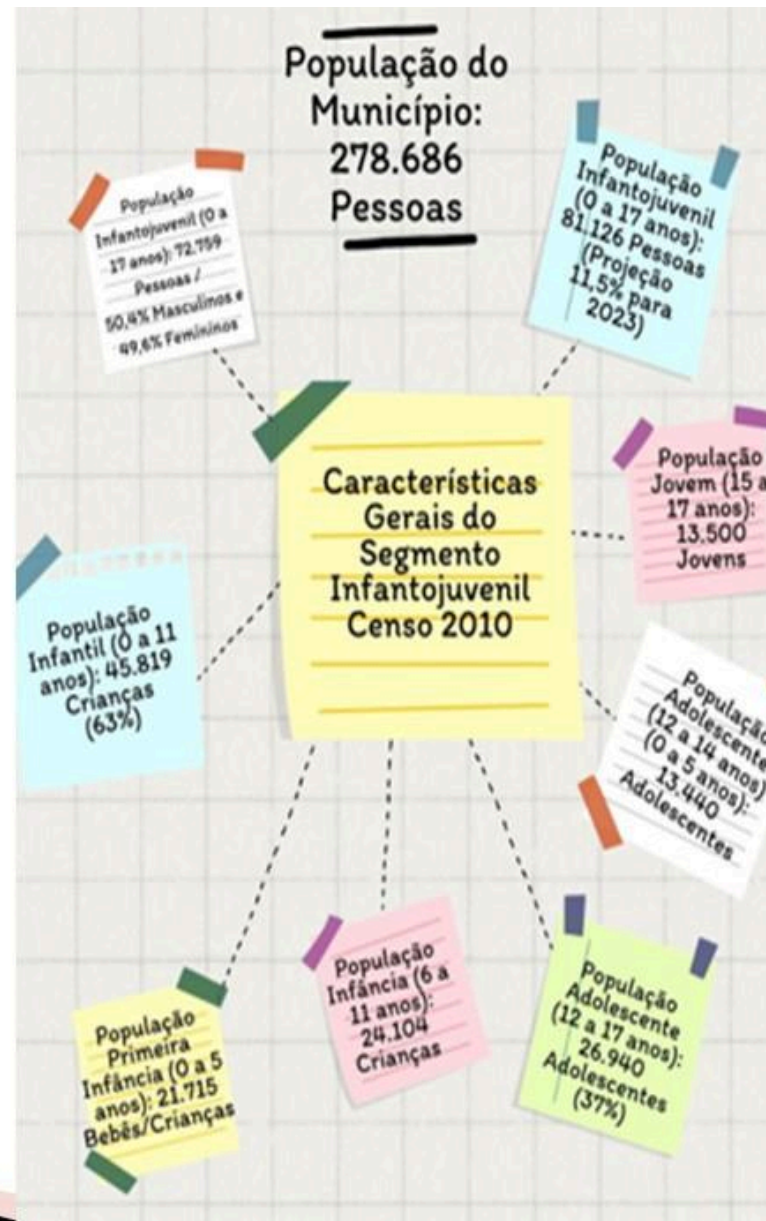 População do
Município:
278.686
Pessoas
População
Infantojuvenil (0 a
17 anos): 72.759
Pessoas /
50,4% Masculinos e
49,6% Femininos
População
Infantojuvenil
(0 a 17 anos):
81.126 Pessoas
(Projeção
11,5% para
2023)
Características
Gerais do
Segmento
Infantojuvenil
Censo 2010
População
Jovem (15 a
17 anos):
13.500
Jovens
População
Infantil (0 a 11
anos): 45.819
Crianças
(63%)
População
Adolescente
(12 a 14 anos)
(0 a 5 anos):
13.440
Adolescentes
População
Primeira
Infância (0 a 5
anos): 21.715
Bebês/Crianças
População
Infância (6 a
11 anos):
24.104
Crianças
População
Adolescente
(12 a 17 anos):
26.940
Adolescentes
(37%)